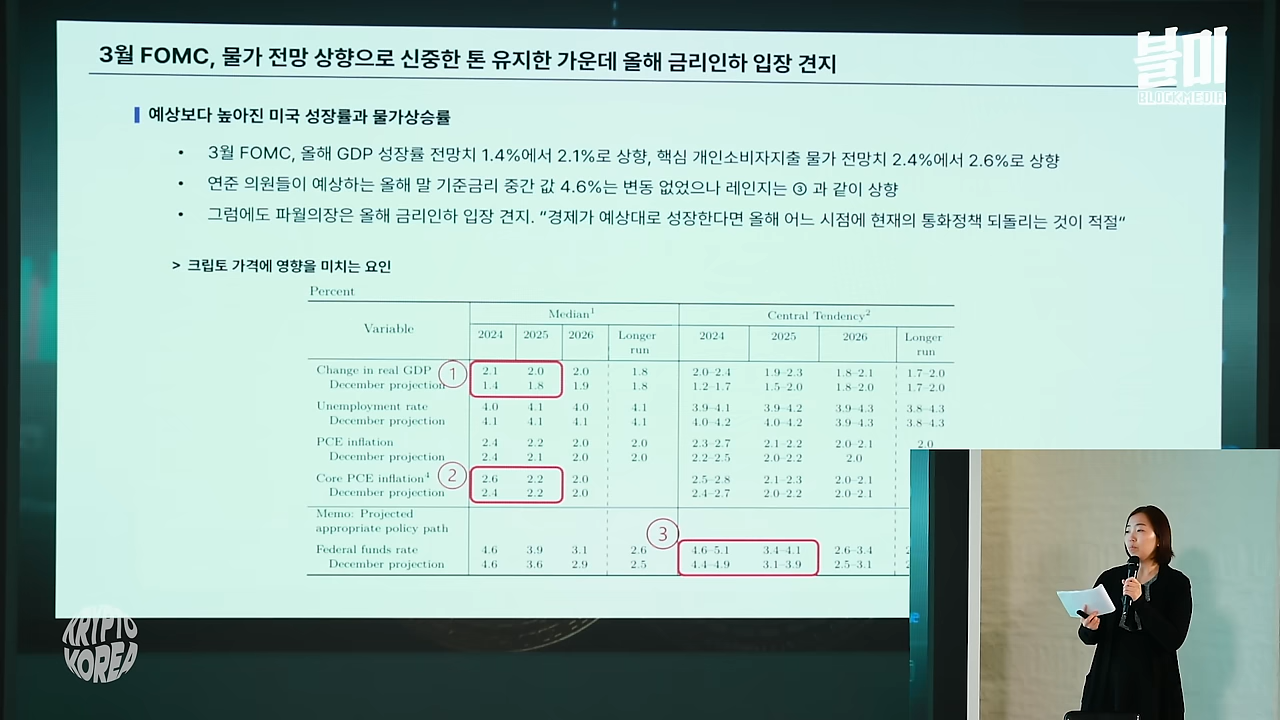 3월 FOMC, 물가 전망 상향으로 신중한 톤 유지한 가운데 올해 금리인하 입장 견지
블미
BLOCKMEDIA
예상보다 높아진 미국 성장률과 물가상승률
• 3월 FOMC, 올해 GDP 성장률 전망치 1.4%에서 2.1%로 상향, 핵심 개인소비자지출 물가 전망치 2.4%에서 2.6%로 상향
• 연준 의원들이 예상하는 올해 말 기준금리 중간 값 4.6%는 변동 없었으나 레인지는 ③ 과 같이 상향
• 그럼에도 파월의장은 올해 금리인하 입장 견지. “경제가 예상대로 성장한다면 올해 어느 시점에 현재의 통화정책 되돌리는 것이 적절”
> 크립토 가격에 영향을 미치는 요인
Percent
Variable Median¹ Central Tendency²
2024 2025 2026 Longer run 2024 2025 2026 Longer run
Change in real GDP ① 2.1 2.0 2.0 1.8 2.0–2.4 1.9–2.3 1.8–2.1 1.7–2.0
December projection 1.4 1.8 1.9 1.8 1.2–1.7 1.5–2.0 1.8–2.0 1.7–2.0
Unemployment rate 4.0 4.1 4.0 4.1 3.9–4.1 3.9–4.2 3.9–4.3 3.8–4.3
December projection 4.1 4.1 4.1 4.1 4.0–4.2 4.0–4.2 3.9–4.3 3.8–4.3
PCE inflation 2.4 2.2 2.0 2.0 2.3–2.7 2.1–2.2 2.0–2.1 2.0
December projection 2.4 2.1 2.0 2.0 2.2–2.5 2.0–2.2 2.0
Core PCE inflation⁴ ② 2.6 2.2 2.0 2.5–2.8 2.1–2.3 2.0–2.1
December projection 2.4 2.2 2.0 2.4–2.7 2.0–2.2 2.0–2.1
Memo: Projected
appropriate policy path
③
Federal funds rate 4.6 3.9 3.1 2.6 4.6–5.1 3.4–4.1 2.6–3.4
December projection 4.6 3.6 2.9 2.5 4.4–4.9 3.1–3.9 2.5–3.1
KRYPTO
KOREA